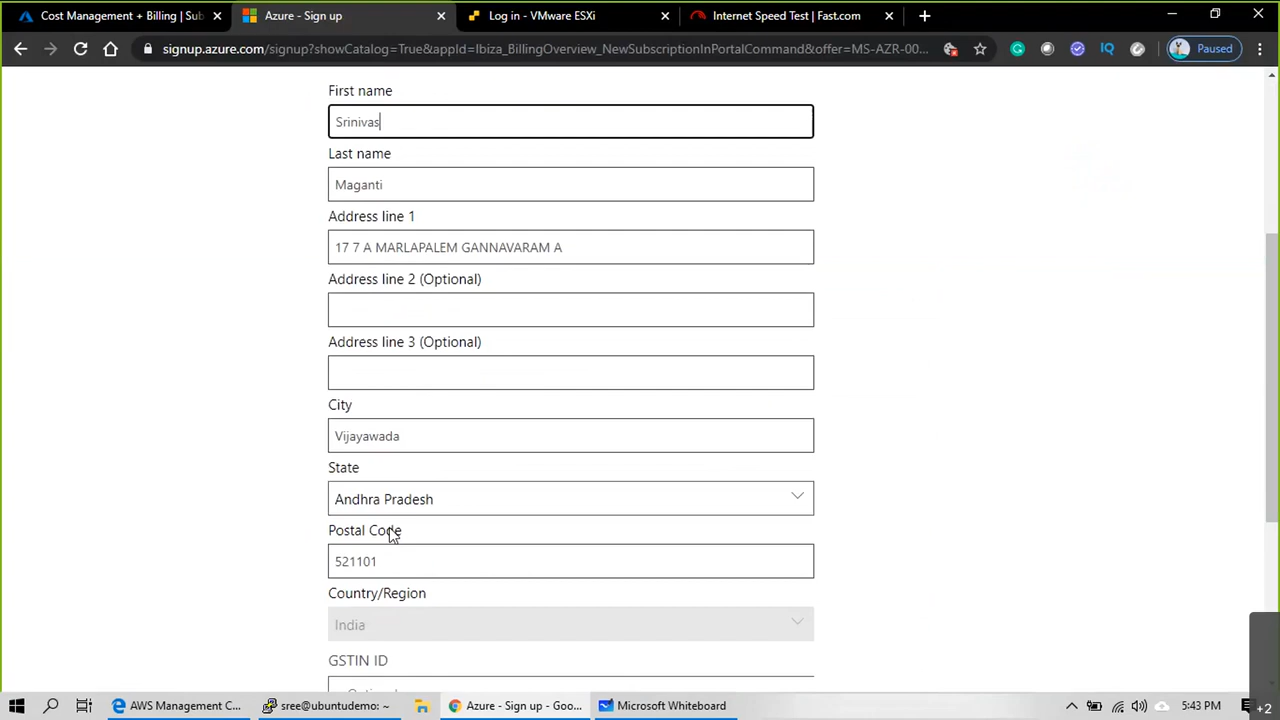 Cost Management + Billing | Sub
Azure - Sign up
Log in - VMware ESXi
Internet Speed Test | Fast.com
signup.azure.com/signup?showCatalog=True&appId=Ibiza_BillingOverview_NewSubscriptionInPortalCommand&offer=MS-AZR-00...
IQ
Paused
First name
Srinivas
Last name
Maganti
Address line 1
17 7 A MARLAPALEM GANNAVARAM A
Address line 2 (Optional)
Address line 3 (Optional)
City
Vijayawada
State
Andhra Pradesh
Postal Code
521101
Country/Region
India
GSTIN ID
AWS Management C...
sree@ubuntudemo: ~
Azure - Sign up - Goo...
Microsoft Whiteboard
5:43 PM
+2